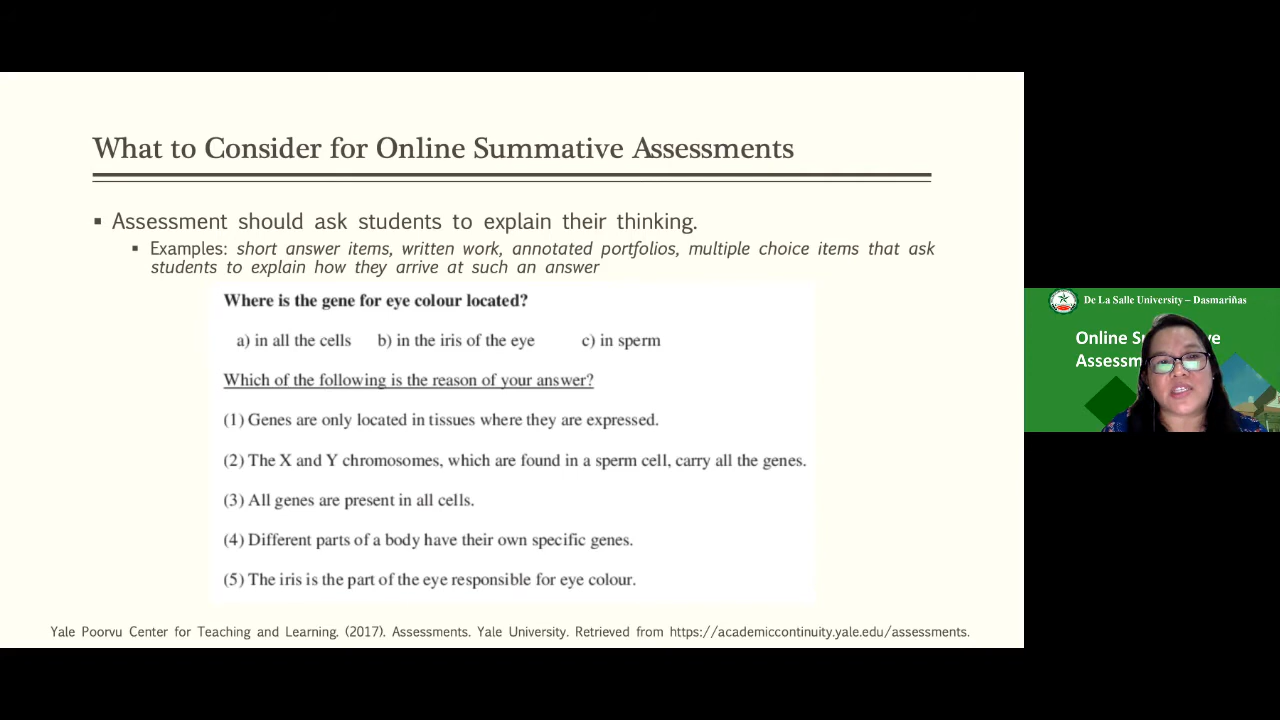 What to Consider for Online Summative Assessments
▪ Assessment should ask students to explain their thinking.
▪ Examples: short answer items, written work, annotated portfolios, multiple choice items that ask
students to explain how they arrive at such an answer
Where is the gene for eye colour located?
a) in all the cells b) in the iris of the eye c) in sperm
Which of the following is the reason of your answer?
(1) Genes are only located in tissues where they are expressed.
(2) The X and Y chromosomes, which are found in a sperm cell, carry all the genes.
(3) All genes are present in all cells.
(4) Different parts of a body have their own specific genes.
(5) The iris is the part of the eye responsible for eye colour.
Yale Poorvu Center for Teaching and Learning. (2017). Assessments. Yale University. Retrieved from https://academiccontinuity.yale.edu/assessments.
De La Salle University – Dasmariñas
Online